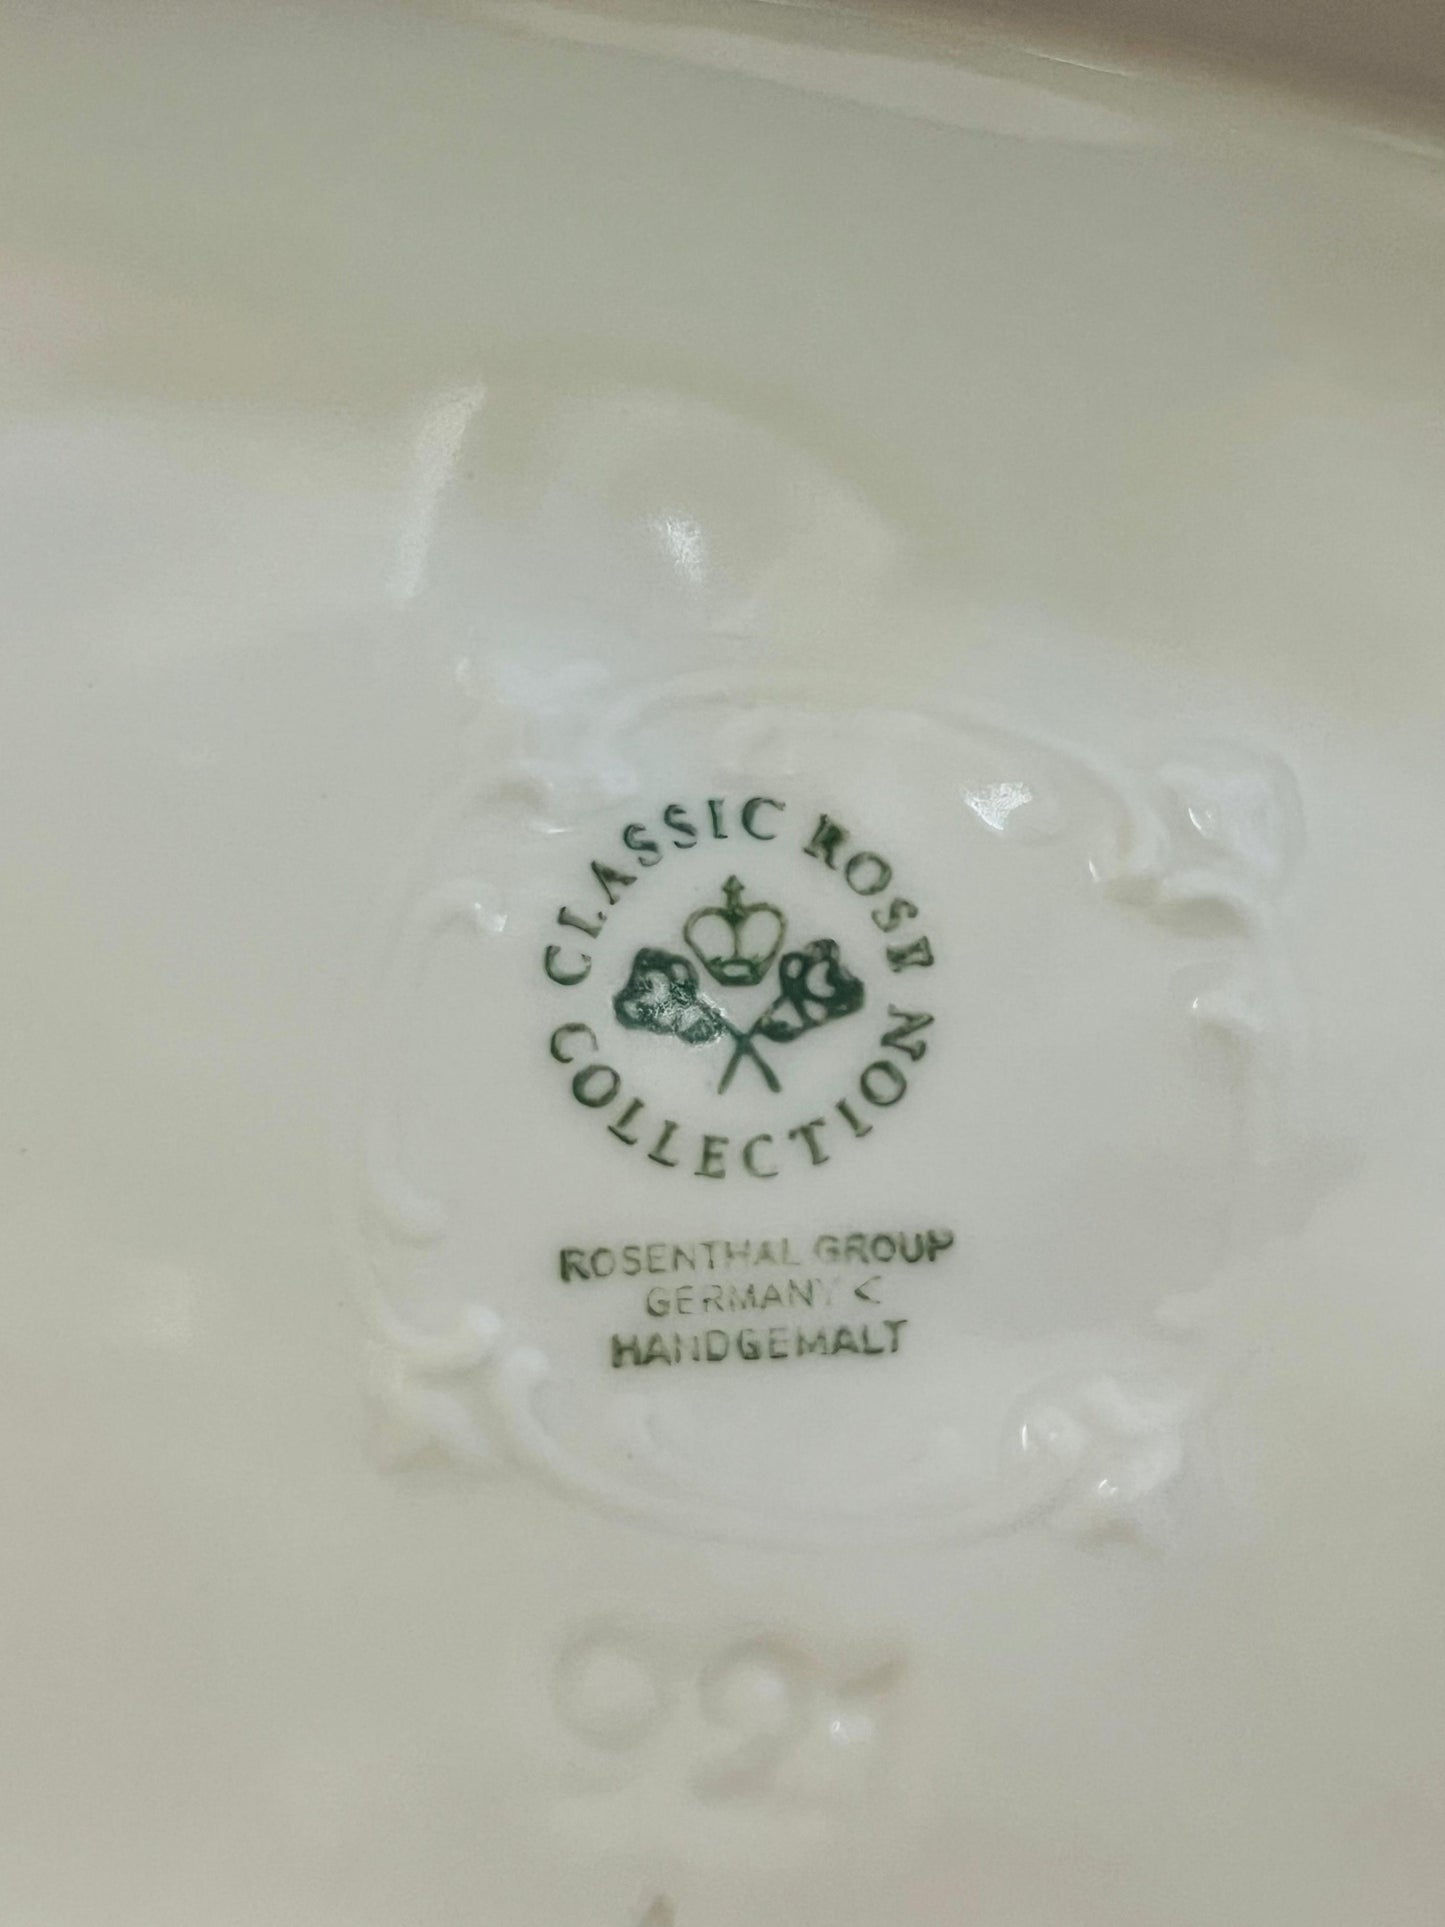 CLASSIC ROSE
COLLECTION
ROSENTHAL GROUP
GERMANY <
HANDGEMALT